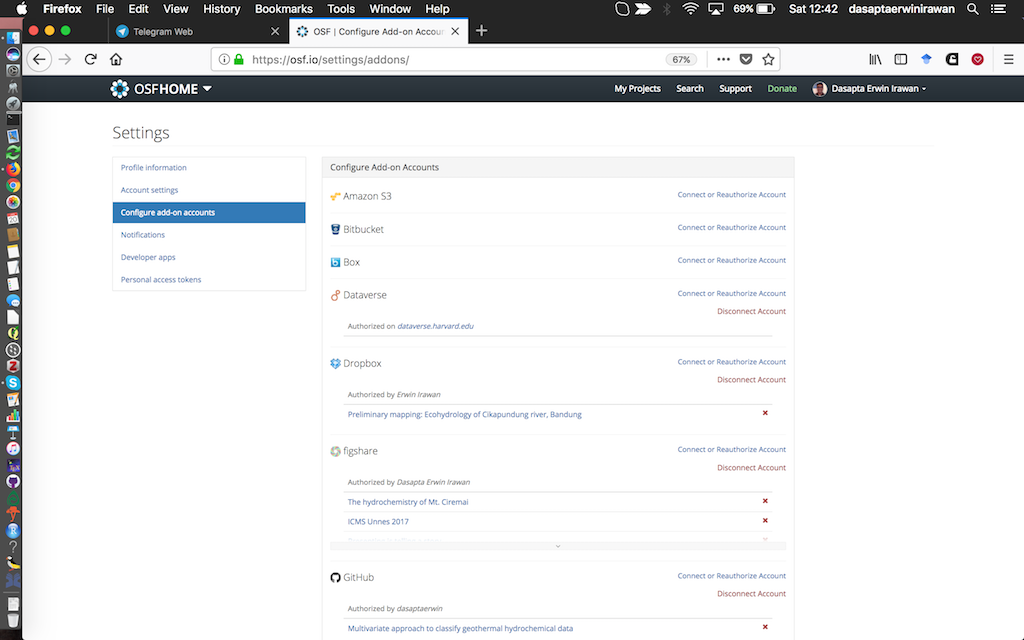 Firefox File Edit View History Bookmarks Tools Window Help 69% Sat 12:42 dasaptaerwinirawan
Telegram Web
OSF | Configure Add-on Accoun
https://osf.io/settings/addons/ 67%
OSFHOME My Projects Search Support Donate Dasapta Erwin Irawan
Settings
Profile information
Account settings
Configure add-on accounts
Notifications
Developer apps
Personal access tokens
Configure Add-on Accounts
Amazon S3 Connect or Reauthorize Account
Bitbucket Connect or Reauthorize Account
Box Connect or Reauthorize Account
Dataverse Connect or Reauthorize Account
Disconnect Account
Authorized on dataverse.harvard.edu
Dropbox Connect or Reauthorize Account
Disconnect Account
Authorized by Erwin Irawan
Preliminary mapping: Ecohydrology of Cikapundung river, Bandung
figshare Connect or Reauthorize Account
Disconnect Account
Authorized by Dasapta Erwin Irawan
The hydrochemistry of Mt. Ciremai
ICMS Unnes 2017
GitHub Connect or Reauthorize Account
Disconnect Account
Authorized by dasaptaerwin
Multivariate approach to classify geothermal hydrochemical data